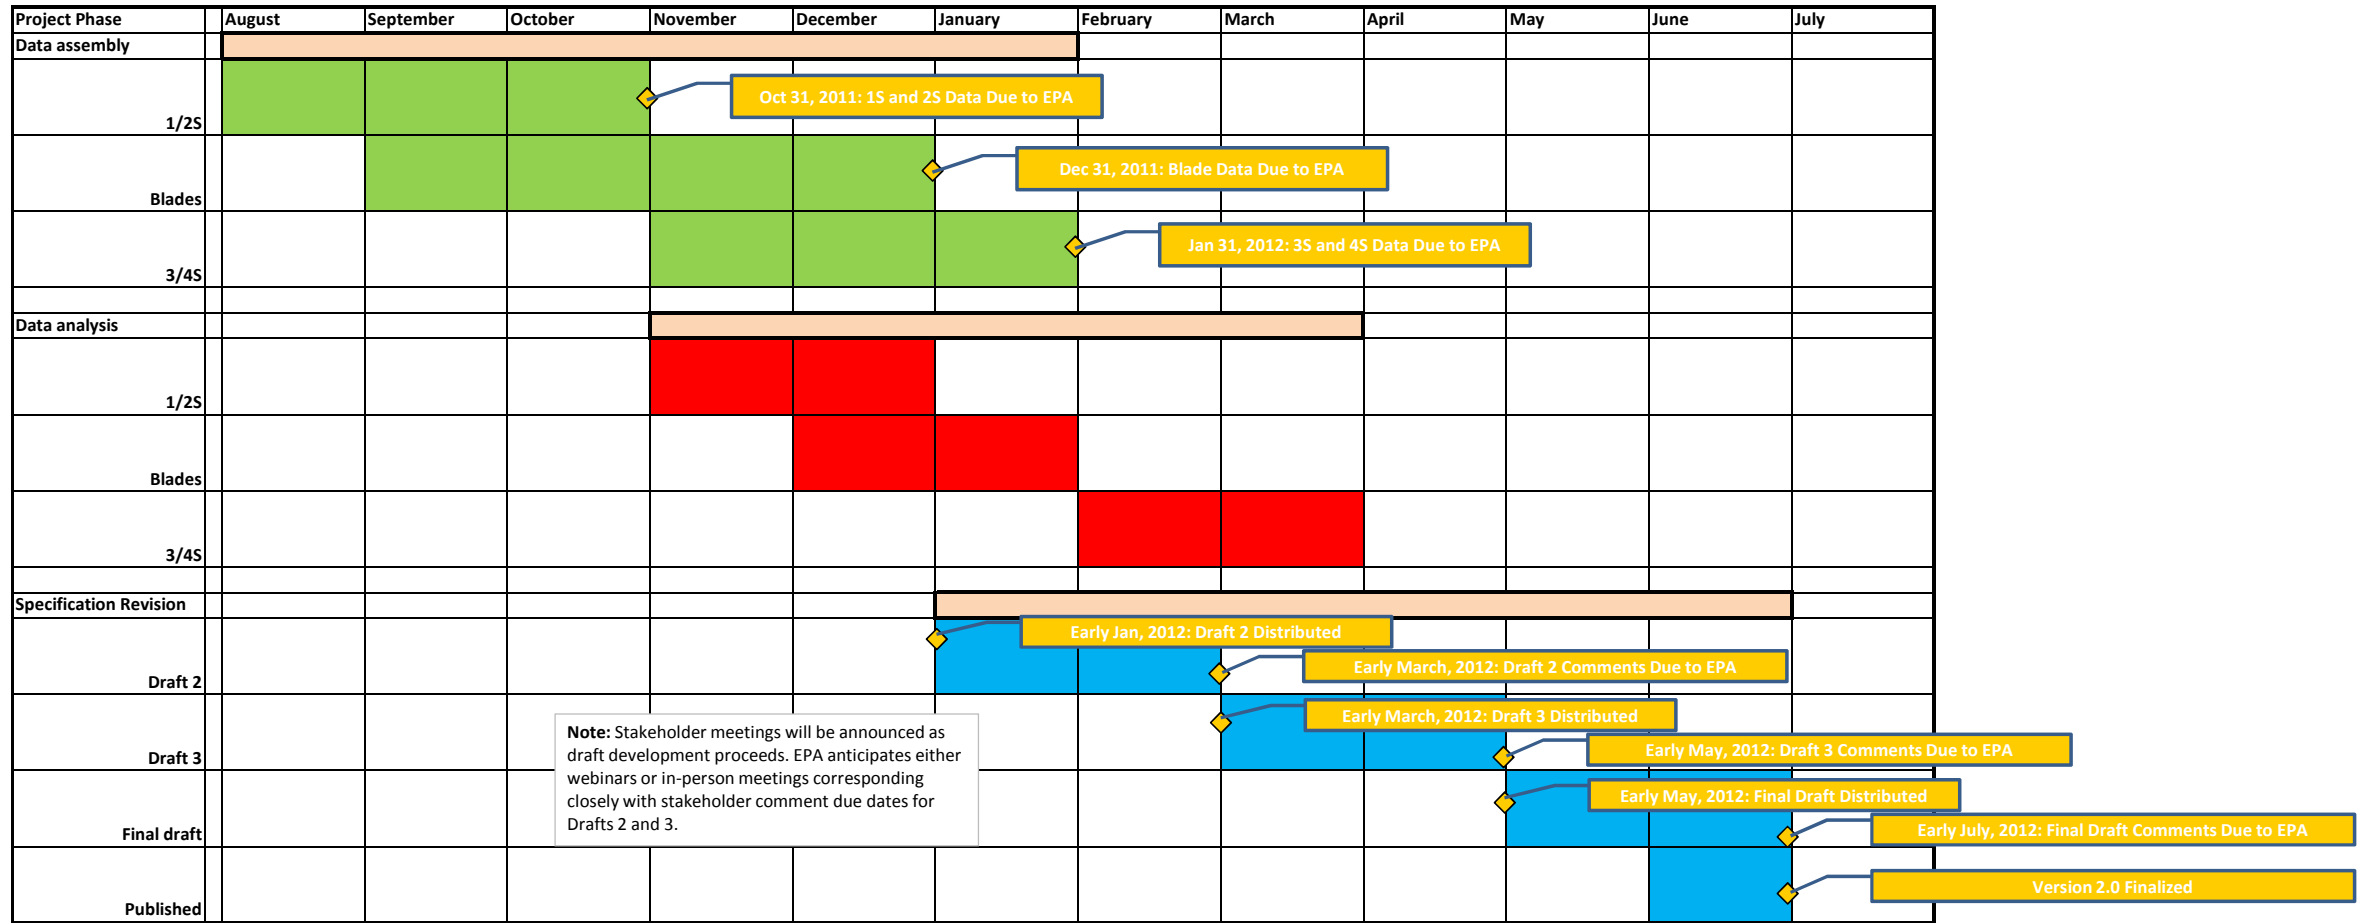 Project Phase August September October November December January February March April May June July
Data assembly
Oct 31, 2011: 1S and 2S Data Due to EPA
1/2S
Dec 31, 2011: Blade Data Due to EPA
Blades
Jan 31, 2012: 3S and 4S Data Due to EPA
3/4S
Data analysis
1/2S
Blades
3/4S
Specification Revision
Early Jan, 2012: Draft 2 Distributed
Early March, 2012: Draft 2 Comments Due to EPA
Draft 2
Early March, 2012: Draft 3 Distributed
Early May, 2012: Draft 3 Comments Due to EPA
Draft 3
Note: Stakeholder meetings will be announced as
draft development proceeds. EPA anticipates either
webinars or in-person meetings corresponding
closely with stakeholder comment due dates for
Drafts 2 and 3.
Early May, 2012: Final Draft Distributed
Early July, 2012: Final Draft Comments Due to EPA
Final draft
Version 2.0 Finalized
Published